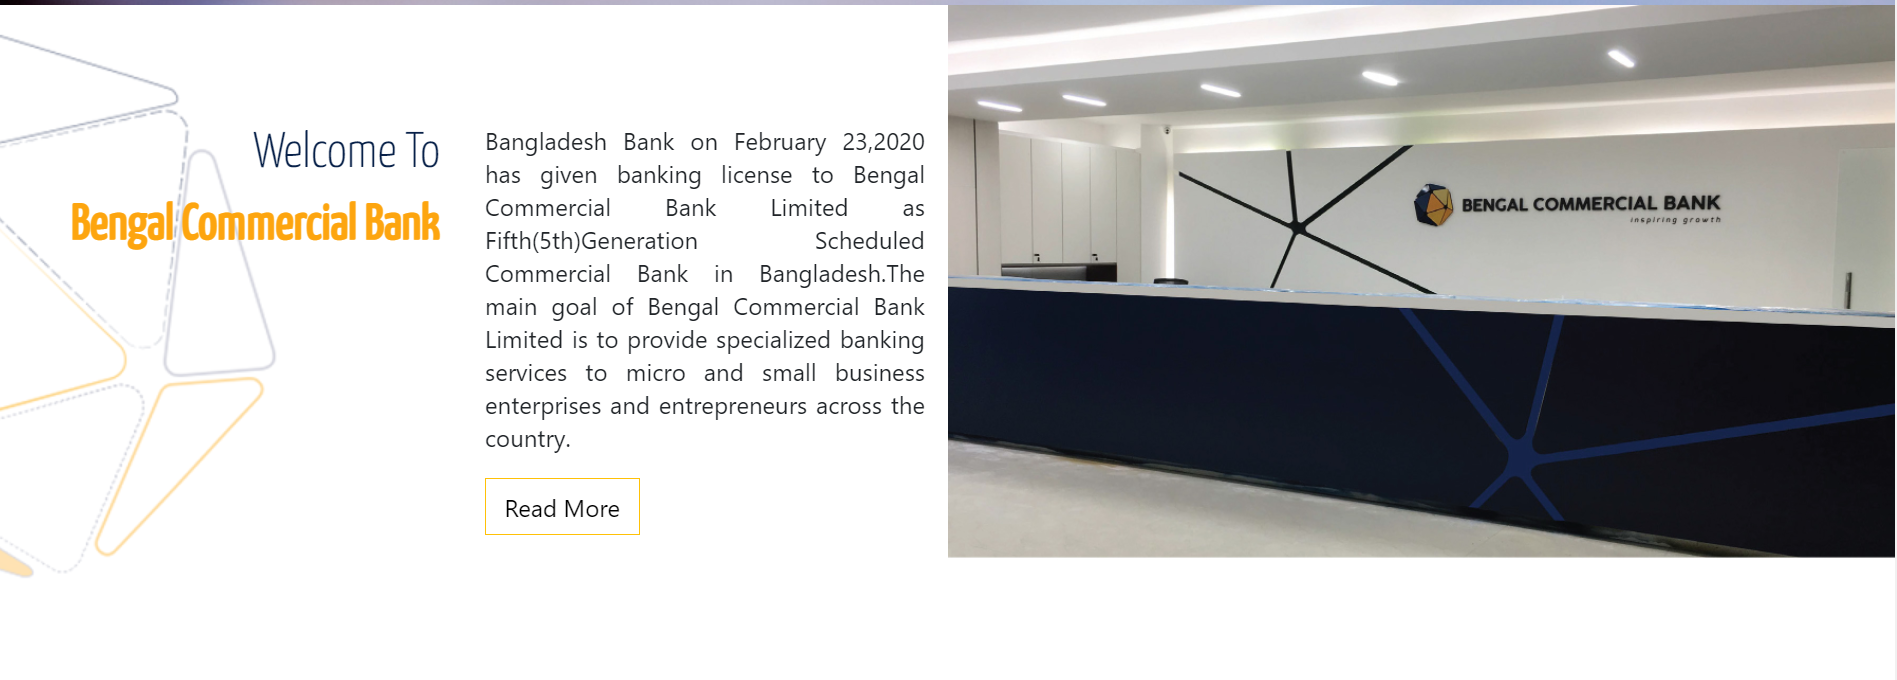 Welcome To
Bengal Commercial Bank
Bangladesh Bank on February 23,2020
has given banking license to Bengal
Commercial Bank Limited as
Fifth(5th)Generation Scheduled
Commercial Bank in Bangladesh.The
main goal of Bengal Commercial Bank
Limited is to provide specialized banking
services to micro and small business
enterprises and entrepreneurs across the
country.
Read More
BENGAL COMMERCIAL BANK
inspiring growth